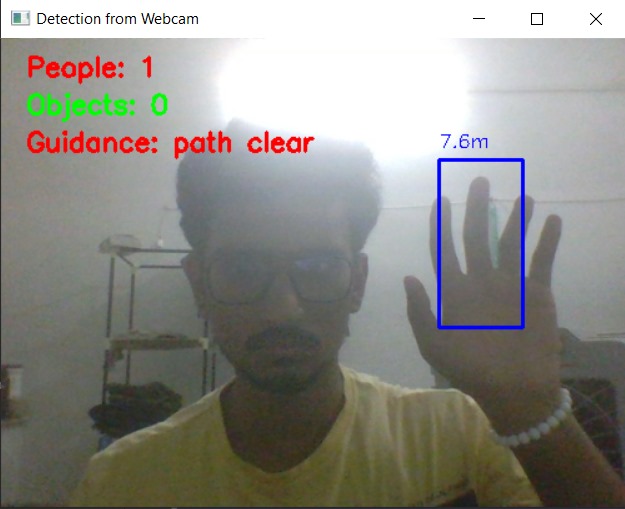 Detection from Webcam
People: 1
Objects: 0
Guidance: path clear
7.6m